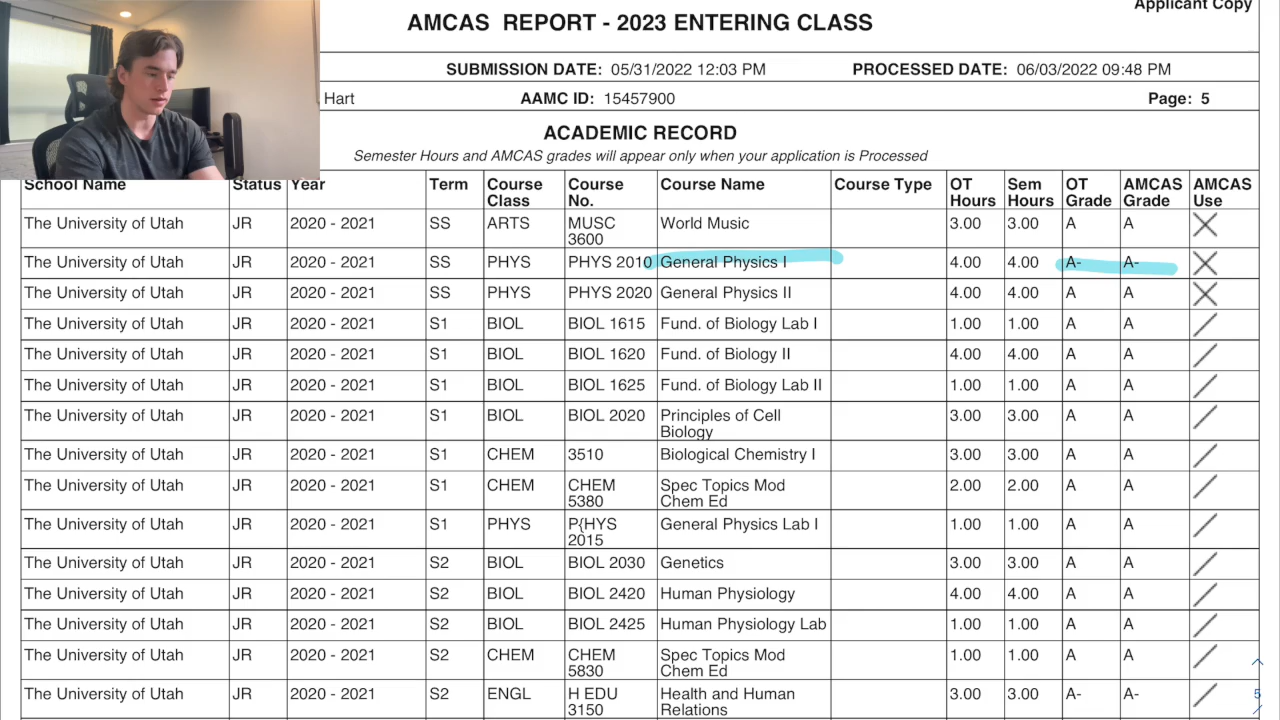 Applicant Copy
AMCAS REPORT - 2023 ENTERING CLASS
SUBMISSION DATE: 05/31/2022 12:03 PM PROCESSED DATE: 06/03/2022 09:48 PM
Hart AAMC ID: 15457900 Page: 5
ACADEMIC RECORD
Semester Hours and AMCAS grades will appear only when your application is Processed
School Name Status Year Term Course Class Course No. Course Name Course Type OT Hours Sem Hours OT Grade AMCAS Grade AMCAS Use
The University of Utah JR 2020 - 2021 SS ARTS MUSC 3600 World Music 3.00 3.00 A A
The University of Utah JR 2020 - 2021 SS PHYS PHYS 2010 General Physics I 4.00 4.00 A- A-
The University of Utah JR 2020 - 2021 SS PHYS PHYS 2020 General Physics II 4.00 4.00 A A
The University of Utah JR 2020 - 2021 S1 BIOL BIOL 1615 Fund. of Biology Lab I 1.00 1.00 A A
The University of Utah JR 2020 - 2021 S1 BIOL BIOL 1620 Fund. of Biology II 4.00 4.00 A A
The University of Utah JR 2020 - 2021 S1 BIOL BIOL 1625 Fund. of Biology Lab II 1.00 1.00 A A
The University of Utah JR 2020 - 2021 S1 BIOL BIOL 2020 Principles of Cell Biology 3.00 3.00 A A
The University of Utah JR 2020 - 2021 S1 CHEM 3510 Biological Chemistry I 3.00 3.00 A A
The University of Utah JR 2020 - 2021 S1 CHEM CHEM 5380 Spec Topics Mod Chem Ed 2.00 2.00 A A
The University of Utah JR 2020 - 2021 S1 PHYS P{HYS 2015 General Physics Lab I 1.00 1.00 A A
The University of Utah JR 2020 - 2021 S2 BIOL BIOL 2030 Genetics 3.00 3.00 A A
The University of Utah JR 2020 - 2021 S2 BIOL BIOL 2420 Human Physiology 4.00 4.00 A A
The University of Utah JR 2020 - 2021 S2 BIOL BIOL 2425 Human Physiology Lab 1.00 1.00 A A
The University of Utah JR 2020 - 2021 S2 CHEM CHEM 5830 Spec Topics Mod Chem Ed 1.00 1.00 A A
The University of Utah JR 2020 - 2021 S2 ENGL H EDU 3150 Health and Human Relations 3.00 3.00 A- A-
5